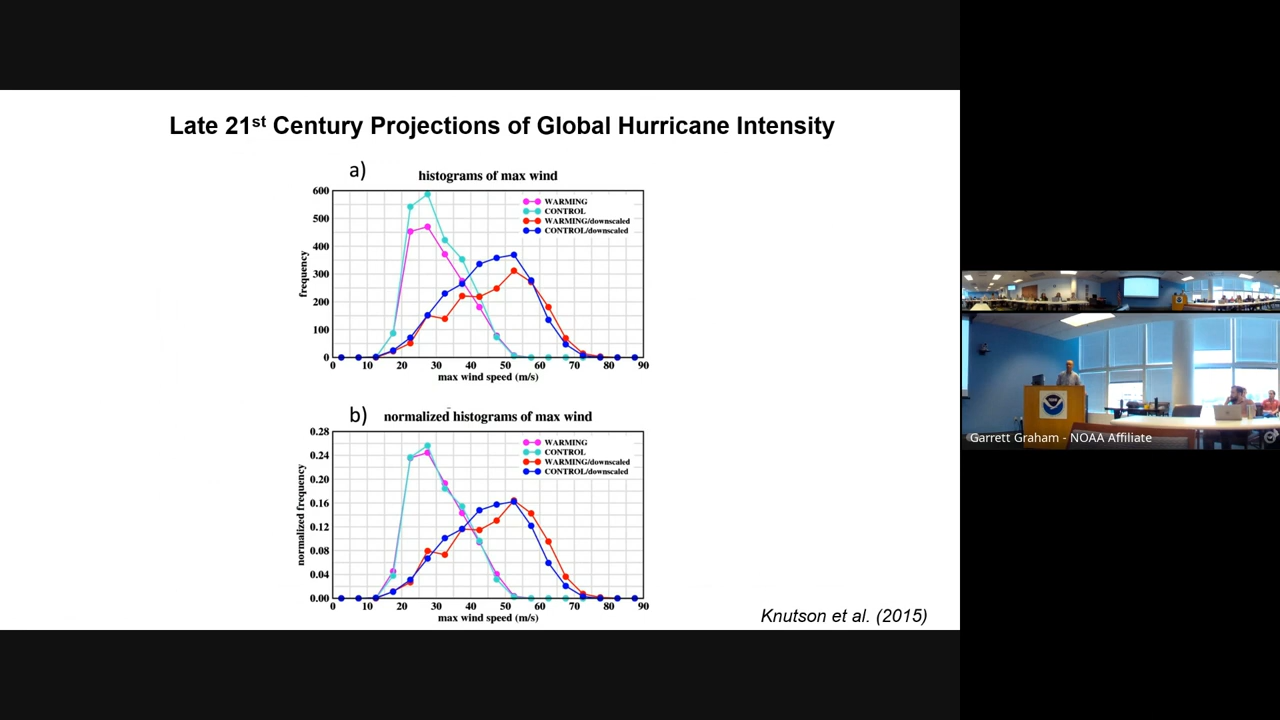 Late 21st Century Projections of Global Hurricane Intensity
a)
histograms of max wind
600
500
400
300
200
100
0
frequency
WARMING
CONTROL
WARMING/downscaled
CONTROL/downscaled
0 10 20 30 40 50 60 70 80 90
max wind speed (m/s)
b)
normalized histograms of max wind
0.28
0.24
0.20
0.16
0.12
0.08
0.04
0.00
normalized frequency
WARMING
CONTROL
WARMING/downscaled
CONTROL/downscaled
0 10 20 30 40 50 60 70 80 90
max wind speed (m/s)
Knutson et al. (2015)
Garrett Graham - NOAA Affiliate